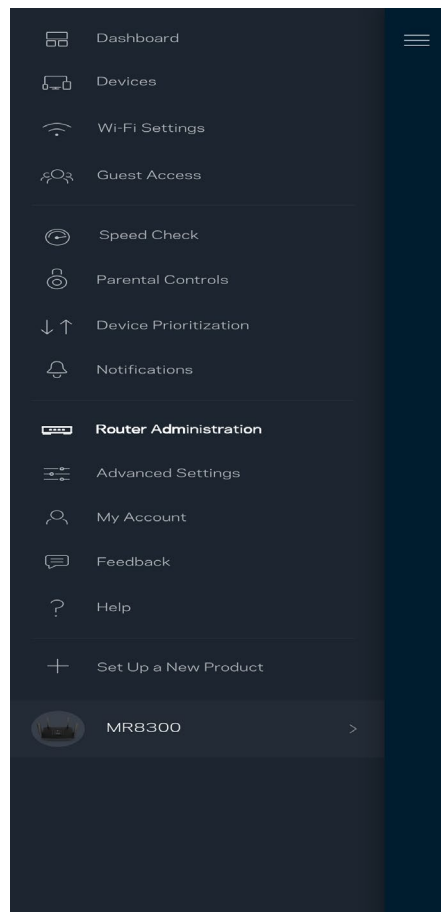 Dashboard
Devices
Wi-Fi Settings
Guest Access
Speed Check
Parental Controls
Device Prioritization
Notifications
Router Administration
Advanced Settings
My Account
Feedback
Help
Set Up a New Product
MR8300